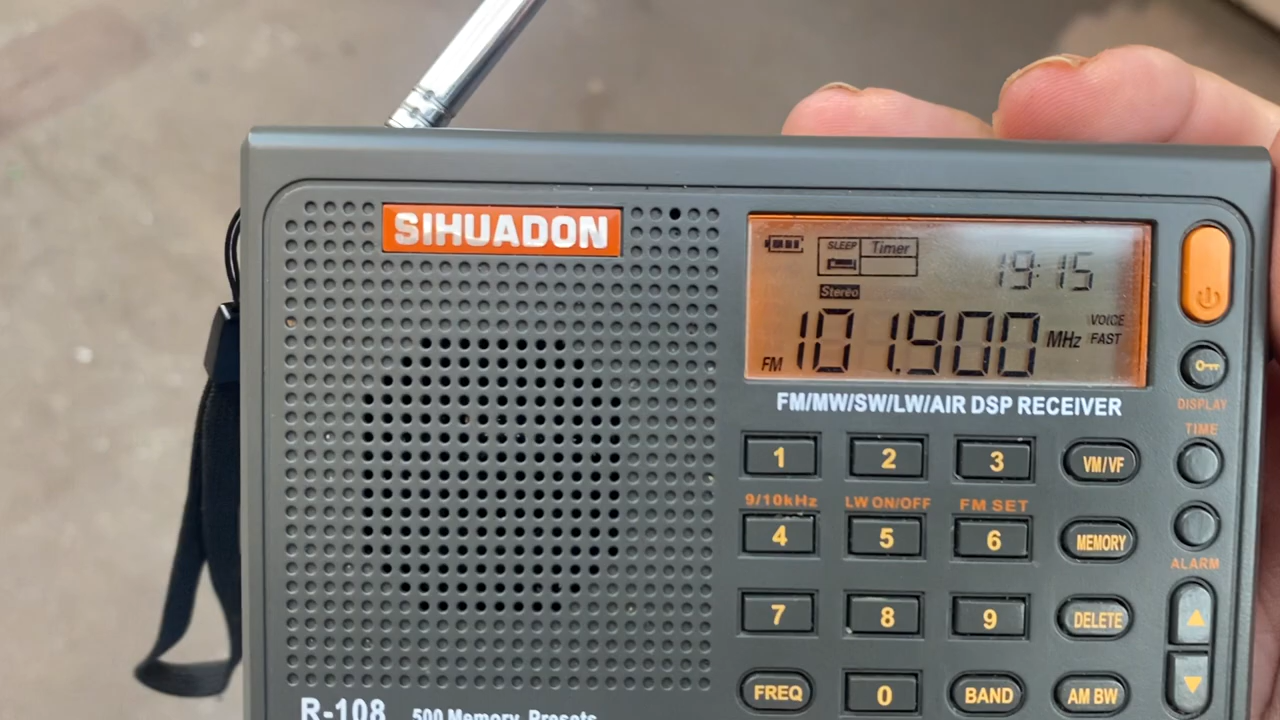 SIHUADON
SLEEP Timer
19:15
Stereo
FM 101.900 MHz
VOICE
FAST
FM/MW/SW/LW/AIR DSP RECEIVER
DISPLAY
TIME
1 2 3 VM/VF
9/10kHz LW ON/OFF FM SET
4 5 6 MEMORY
ALARM
7 8 9 DELETE
FREQ 0 BAND AM BW
R-108 500 Memory Presets